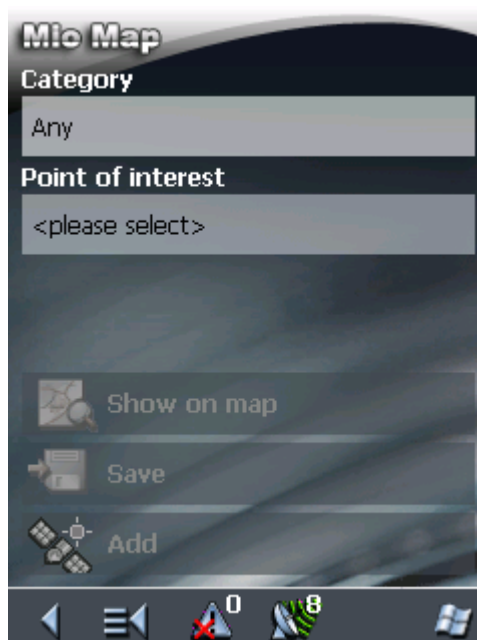 Mio Map
Category
Any
Point of interest
<please select>
Show on map
Save
Add
0
8